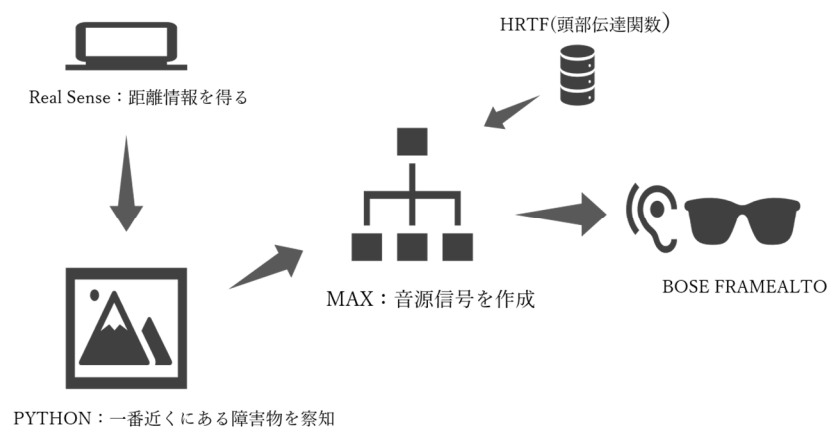 HRTF(頭部伝達関数)
Real Sense：距離情報を得る
MAX：音源信号を作成
BOSE FRAMEALTO
PYTHON：一番近くにある障害物を察知